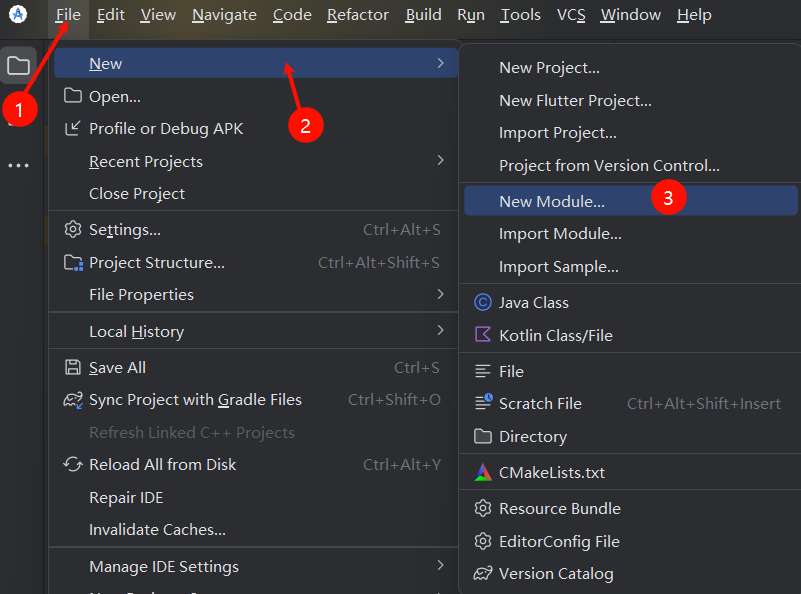 File Edit View Navigate Code Refactor Build Run Tools VCS Window Help
1
2
New
Open...
Profile or Debug APK
Recent Projects
Close Project
Settings... Ctrl+Alt+S
Project Structure... Ctrl+Alt+Shift+S
File Properties
Local History
Save All Ctrl+S
Sync Project with Gradle Files Ctrl+Shift+O
Refresh Linked C++ Projects
Reload All from Disk Ctrl+Alt+Y
Repair IDE
Invalidate Caches...
Manage IDE Settings
New Project...
New Flutter Project...
Import Project...
Project from Version Control...
New Module... 3
Import Module...
Import Sample...
Java Class
Kotlin Class/File
File
Scratch File Ctrl+Alt+Shift+Insert
Directory
CMakeLists.txt
Resource Bundle
EditorConfig File
Version Catalog